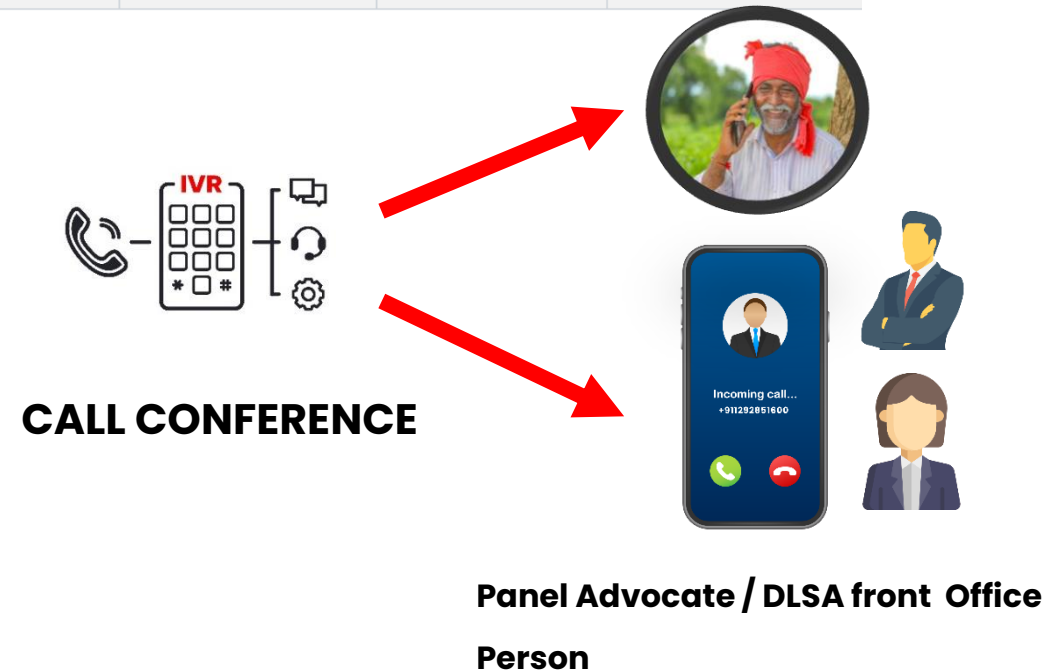 IVR
* #
CALL CONFERENCE
Incoming call...
+911292851600
Panel Advocate / DLSA front Office
Person